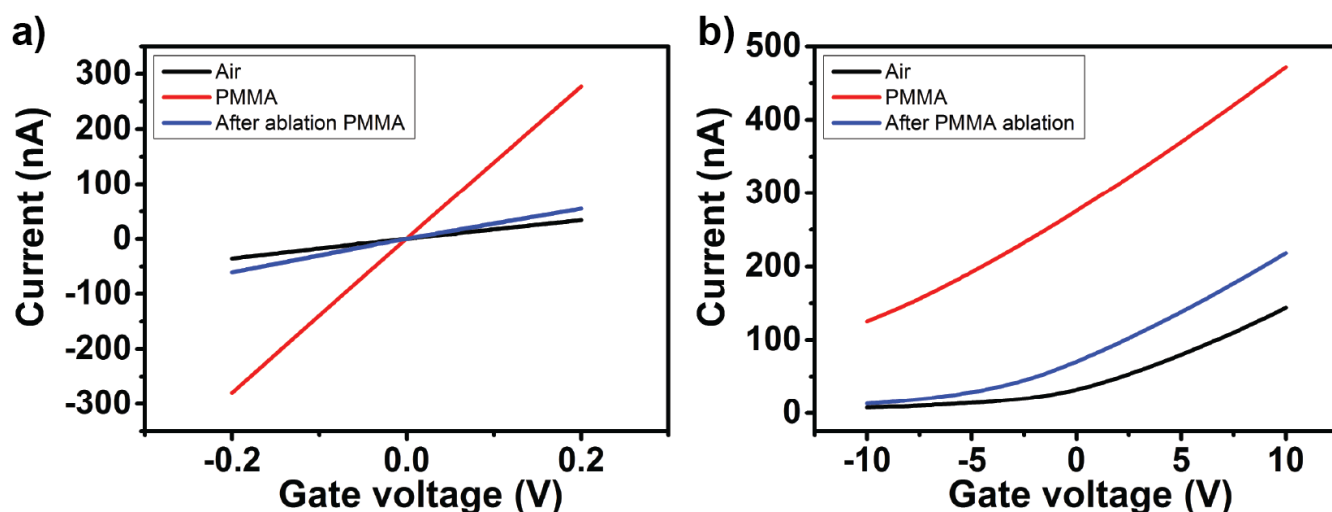 a)
Current (nA)
300
200
100
0
-100
-200
-300
Air
PMMA
After ablation PMMA
-0.2
0.0
0.2
Gate voltage (V)
b)
Current (nA)
500
400
300
200
100
0
Air
PMMA
After PMMA ablation
-10
-5
0
5
10
Gate voltage (V)